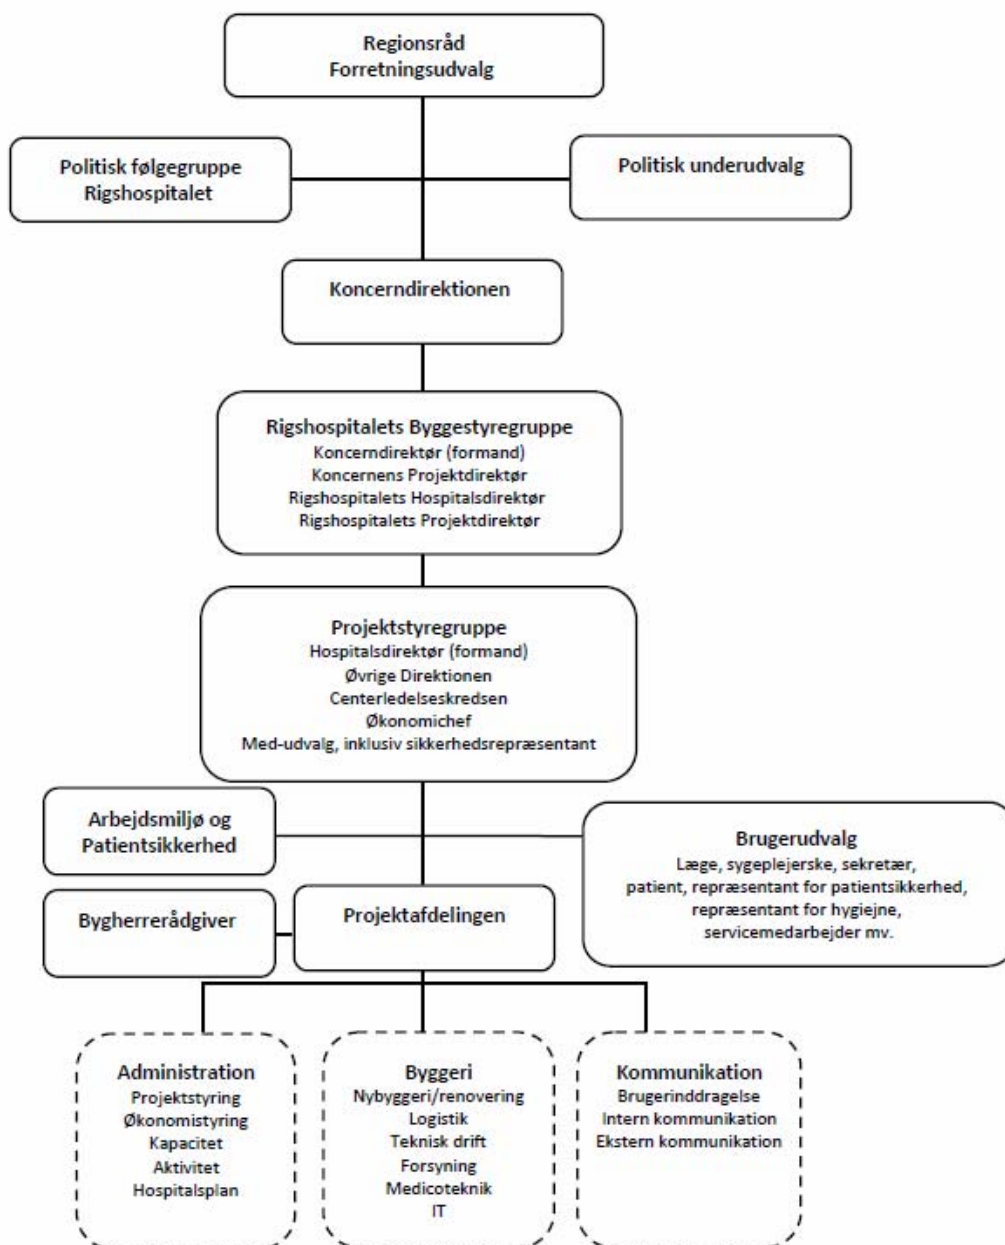 Regionsråd
Forretningsudvalg
Politisk følgegruppe
Rigshospitalet
Politisk underudvalg
Koncerndirektionen
Rigshospitalets Byggestyregruppe
Koncerndirektør (formand)
Koncernens Projektdirektør
Rigshospitalets Hospitalsdirektør
Rigshospitalets Projektdirektør
Projektstyregruppe
Hospitalsdirektør (formand)
Øvrige Direktionen
Centerledelseskredsen
Økonomichef
Med-udvalg, inklusiv sikkerhedsrepræsentant
Arbejdsmiljø og
Patientsikkerhed
Brugerudvalg
Læge, sygeplejerske, sekretær,
patient, repræsentant for patientsikkerhed,
repræsentant for hygiejne,
servicemedarbejder mv.
Bygherrerådgiver
Projektafdelingen
Administration
Projektstyring
Økonomistyring
Kapacitet
Aktivitet
Hospitalsplan
Byggeri
Nybyggeri/renovering
Logistik
Teknisk drift
Forsyning
Medicoteknik
IT
Kommunikation
Brugerinddragelse
Intern kommunikation
Ekstern kommunikation